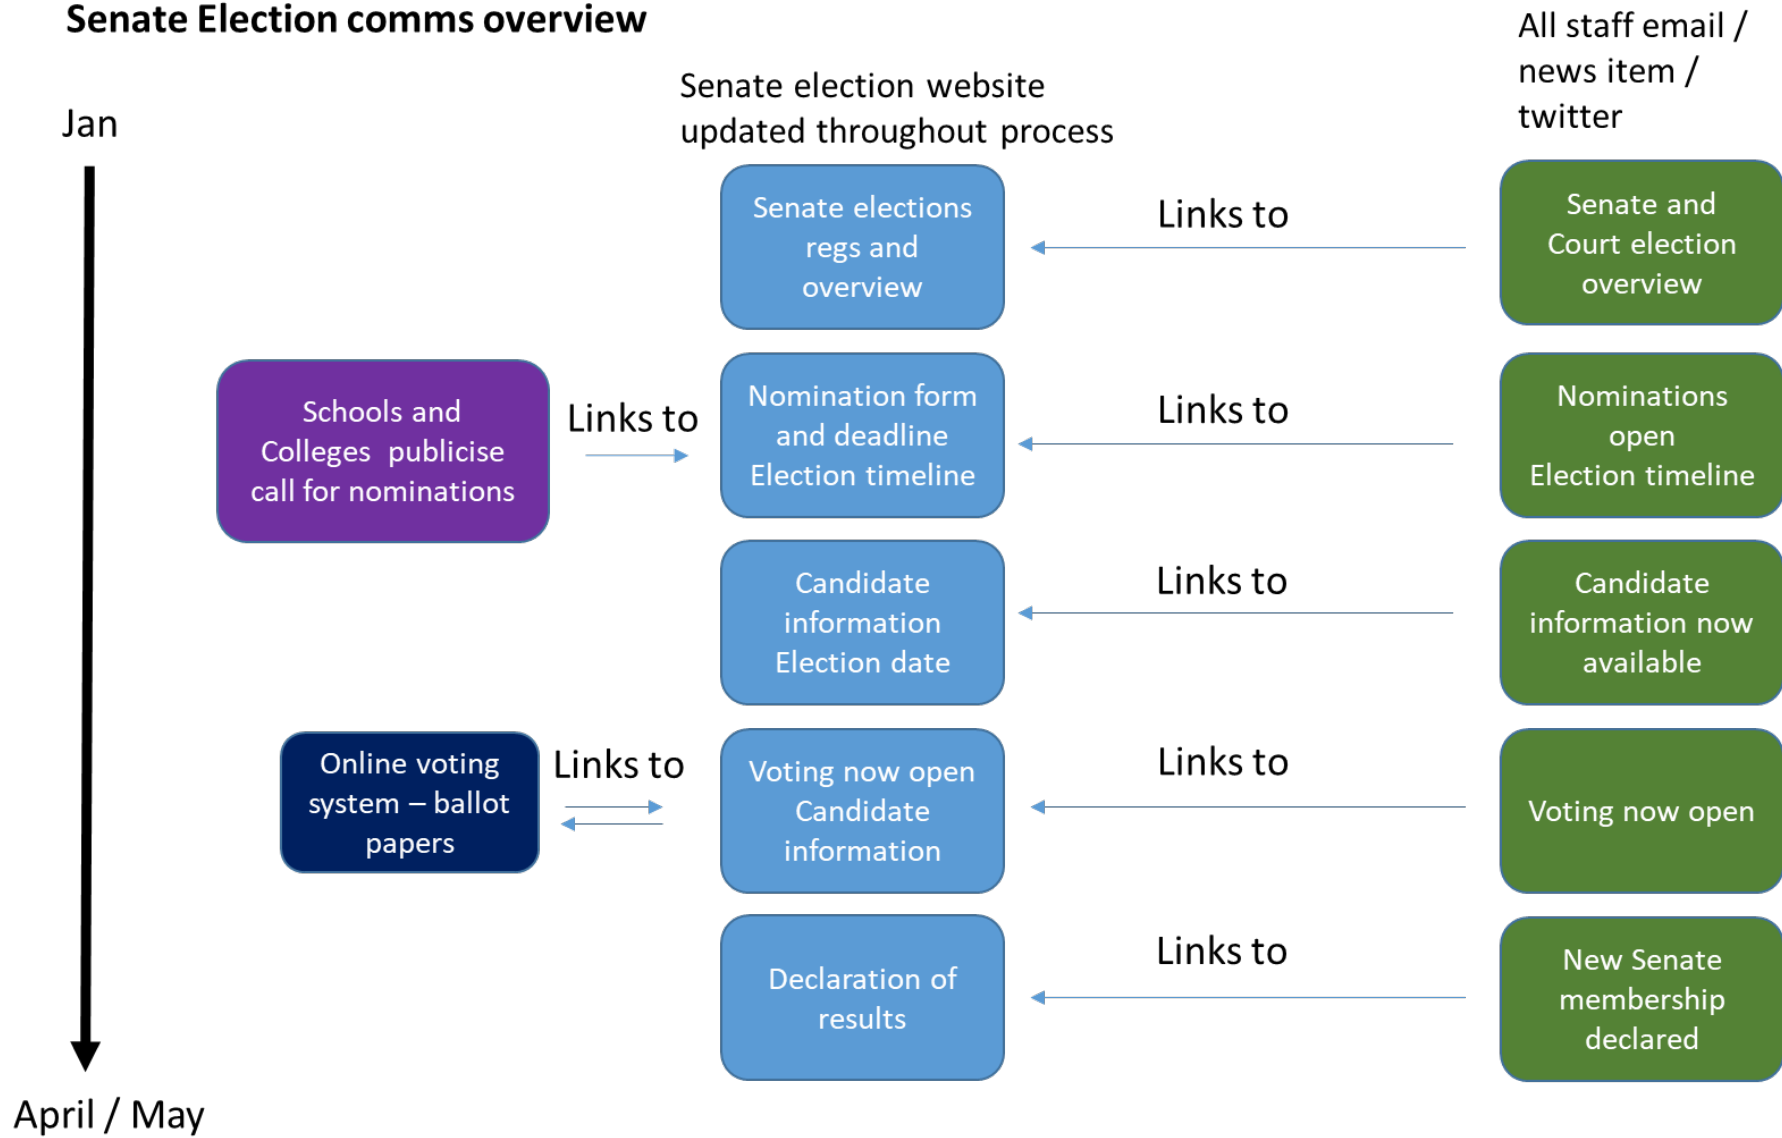 Senate Election comms overview
All staff email /
news item /
twitter
Senate election website
updated throughout process
Jan
Senate elections
regs and
overview
Links to
Senate and
Court election
overview
Schools and
Colleges publicise
call for nominations
Links to
Nomination form
and deadline
Election timeline
Links to
Nominations
open
Election timeline
Candidate
information
Election date
Links to
Candidate
information now
available
Online voting
system – ballot
papers
Links to
Voting now open
Candidate
information
Links to
Voting now open
Declaration of
results
Links to
New Senate
membership
declared
April / May